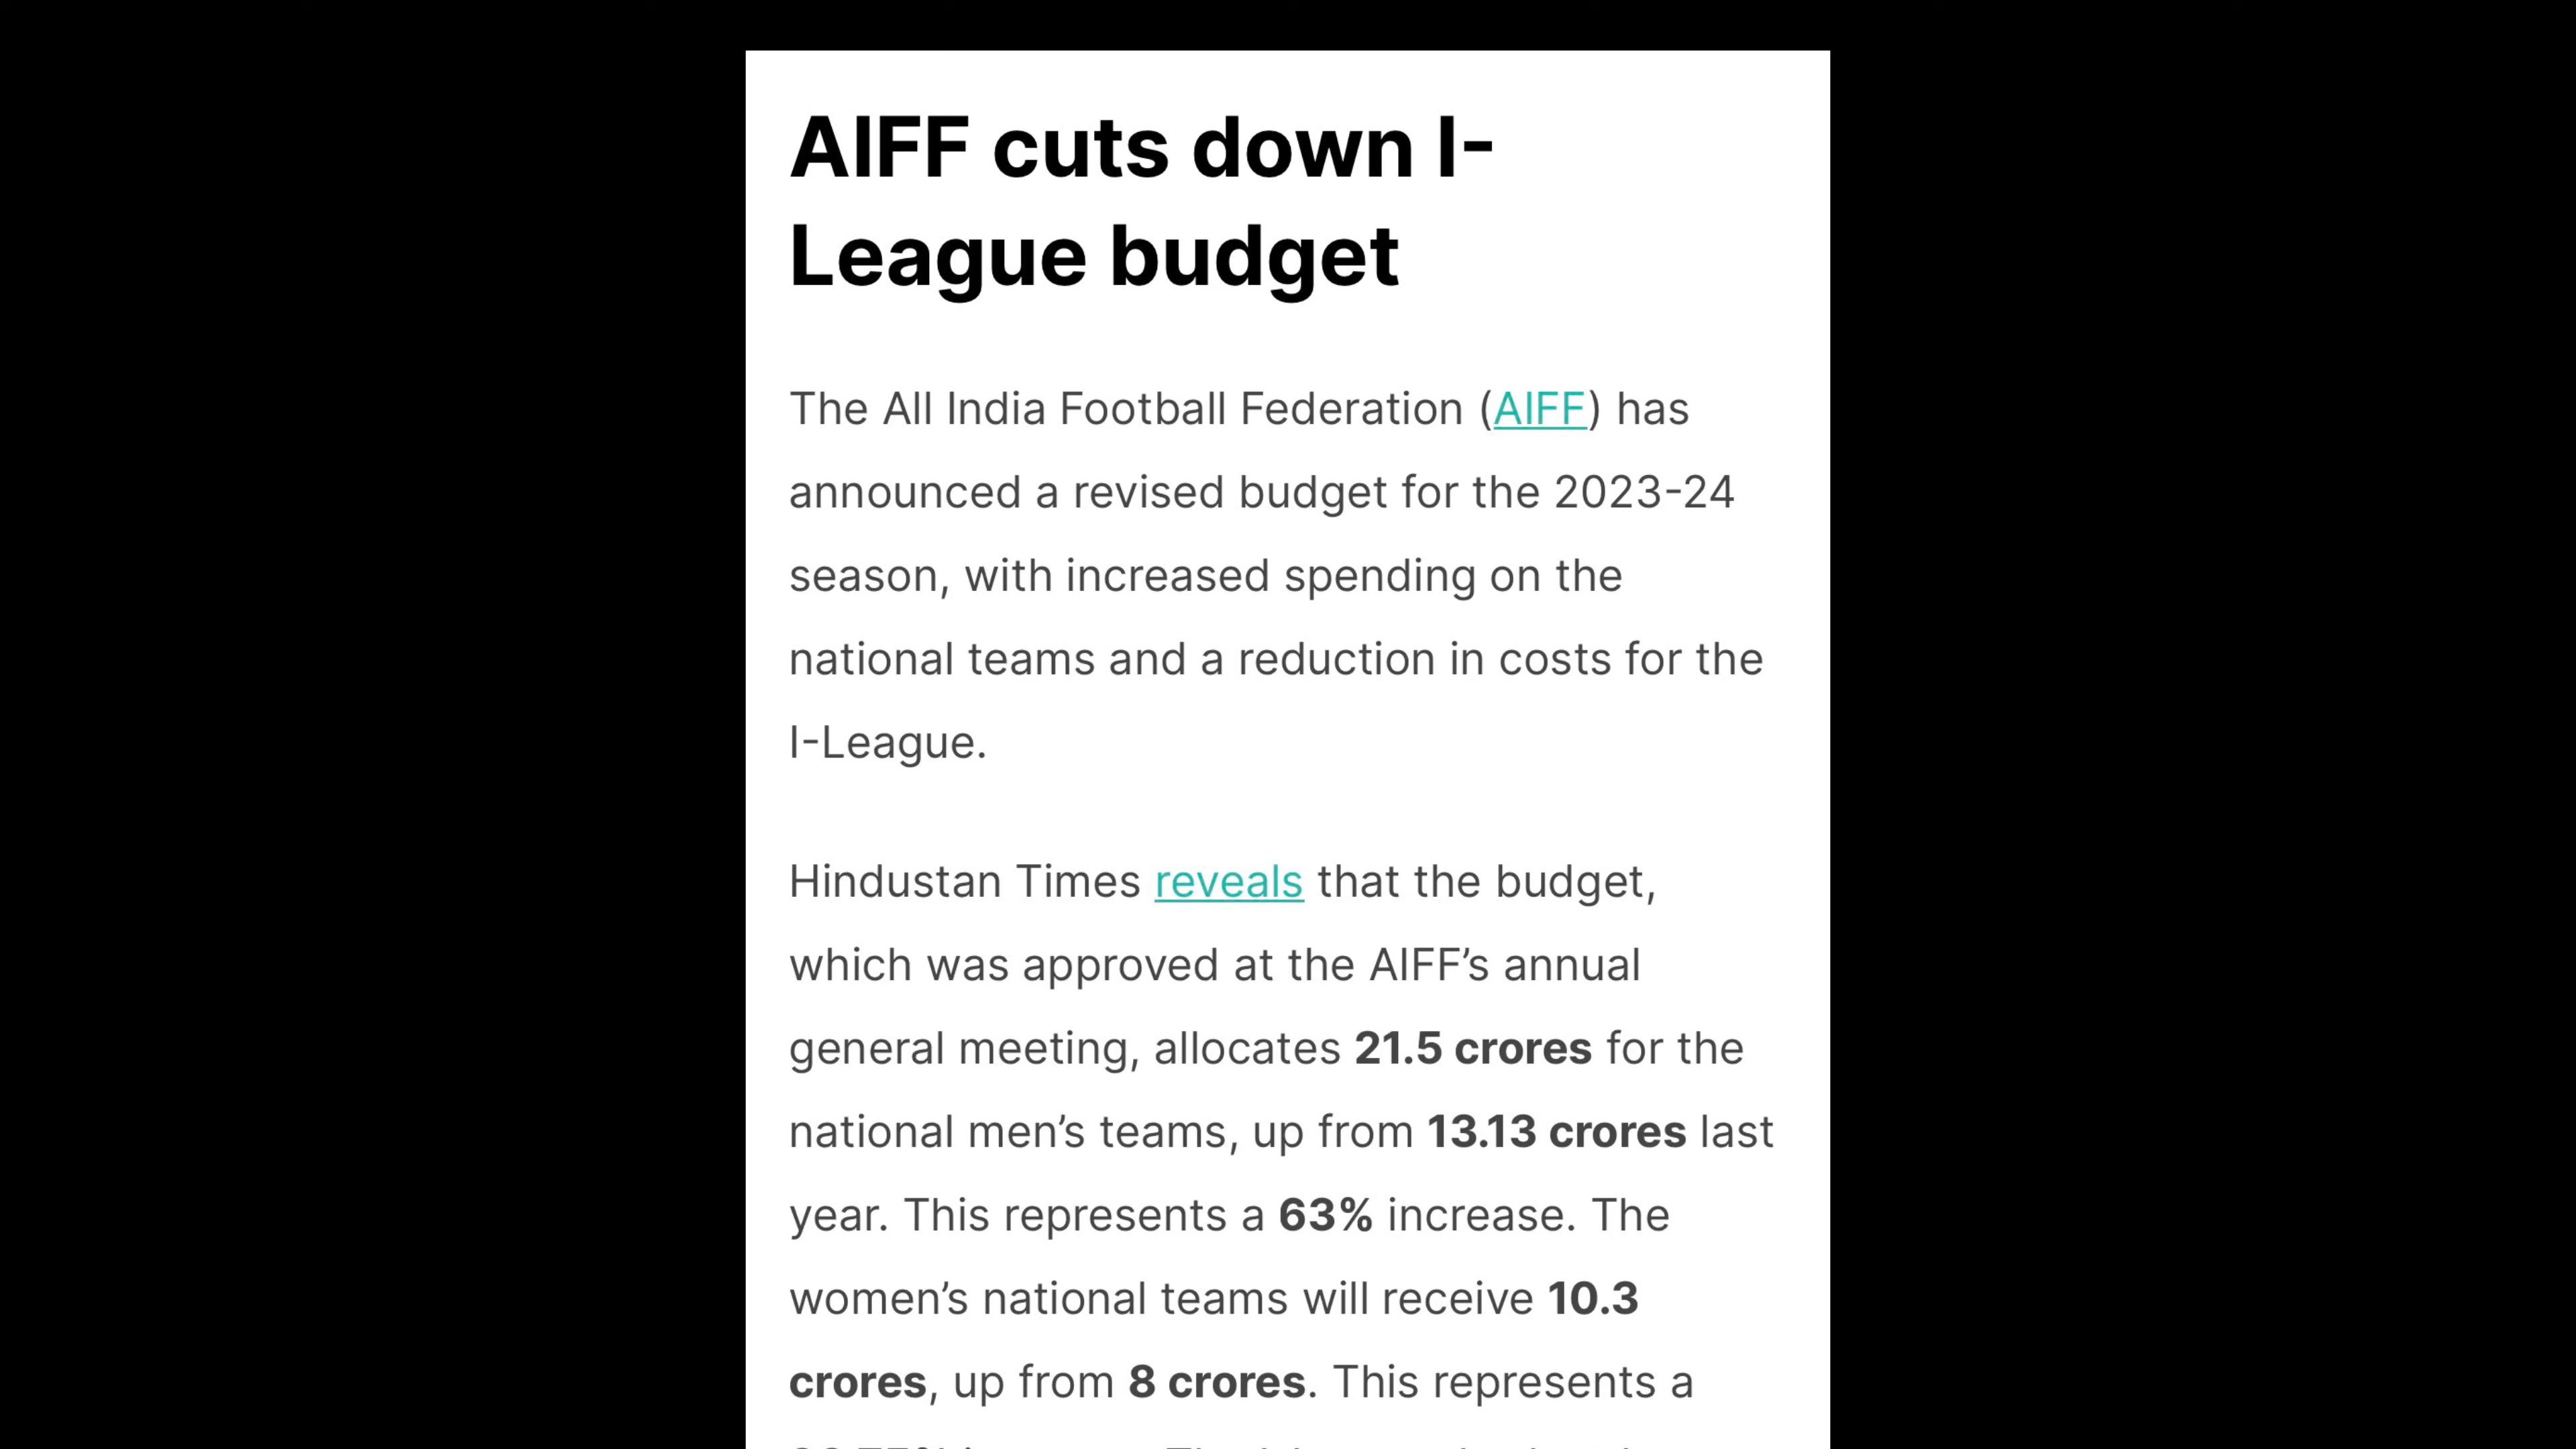 AIFF cuts down I-
League budget
The All India Football Federation (AIFF) has
announced a revised budget for the 2023-24
season, with increased spending on the
national teams and a reduction in costs for the
I-League.
Hindustan Times reveals that the budget,
which was approved at the AIFF’s annual
general meeting, allocates 21.5 crores for the
national men’s teams, up from 13.13 crores last
year. This represents a 63% increase. The
women’s national teams will receive 10.3
crores, up from 8 crores. This represents a